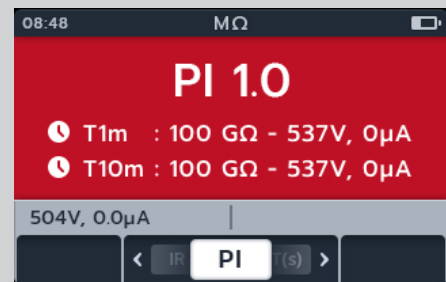 08:48 MΩ
PI 1.0
T1m : 100 GΩ - 537V, 0µA
T10m : 100 GΩ - 537V, 0µA
504V, 0.0µA
< IR PI T(s) >